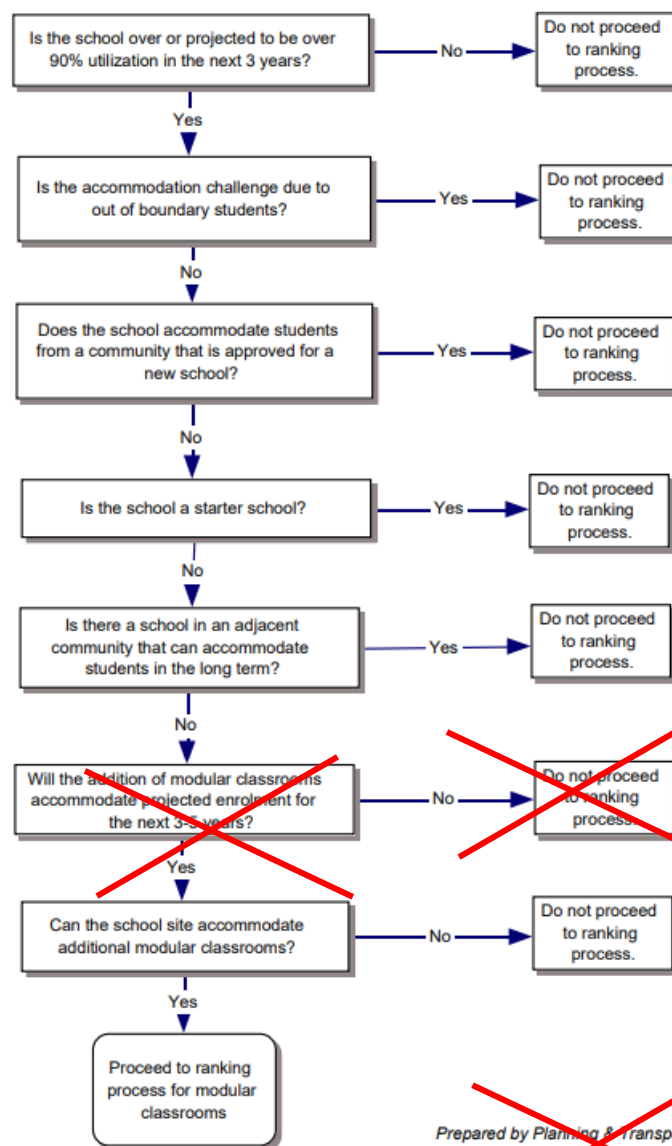 Is the school over or projected to be over
90% utilization in the next 3 years?
No
Do not proceed
to ranking
process.
Yes
Is the accommodation challenge due to
out of boundary students?
Yes
Do not proceed
to ranking
process.
No
Does the school accommodate students
from a community that is approved for a
new school?
Yes
Do not proceed
to ranking
process.
No
Is the school a starter school?
Yes
Do not proceed
to ranking
process.
No
Is there a school in an adjacent
community that can accommodate
students in the long term?
Yes
Do not proceed
to ranking
process.
No
Will the addition of modular classrooms
accommodate projected enrolment for
the next 3-5 years?
No
Do not proceed
to ranking
process.
Yes
Can the school site accommodate
additional modular classrooms?
No
Do not proceed
to ranking
process.
Yes
Proceed to ranking
process for modular
classrooms
Prepared by Planning & Transp